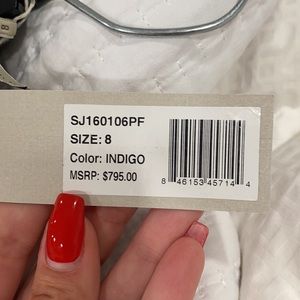 SJ160106PF
SIZE: 8
Color: INDIGO
MSRP: $795.00
8 46153 45714 4